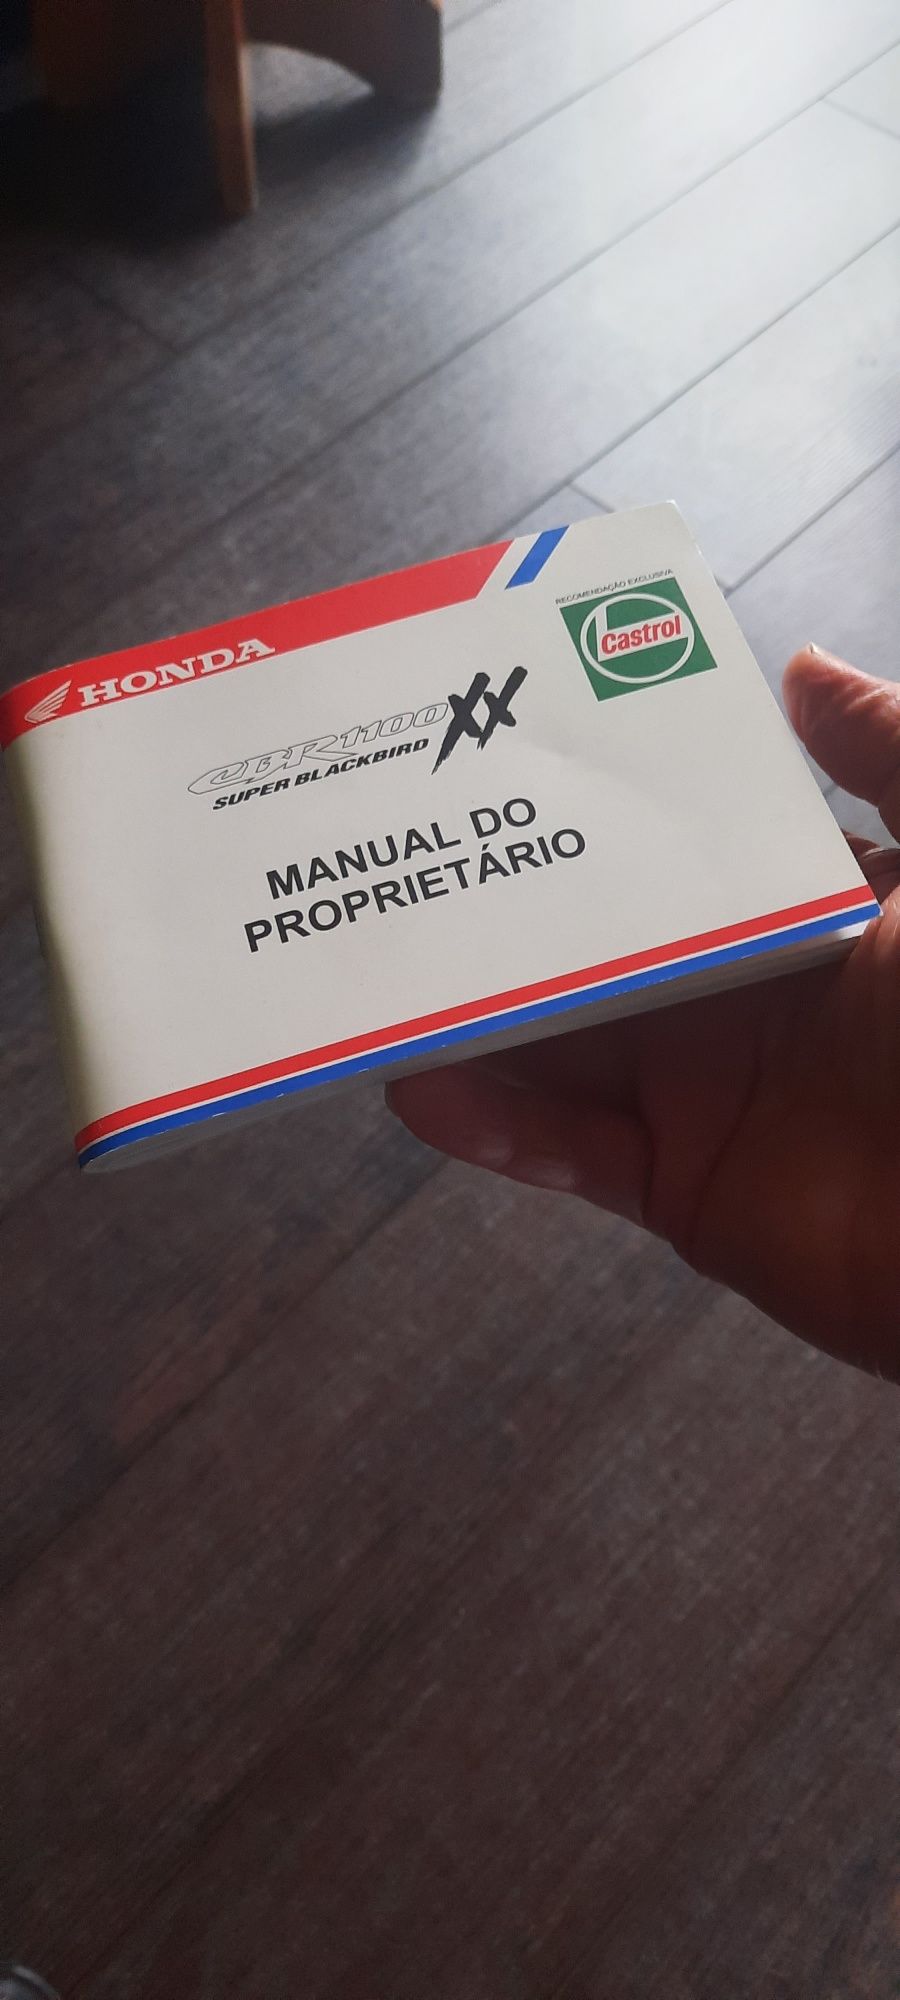 HONDA
RECOMENDAÇÃO EXCLUSIVA
Castrol
CBR1100XX
SUPER BLACKBIRD
MANUAL DO
PROPRIETÁRIO